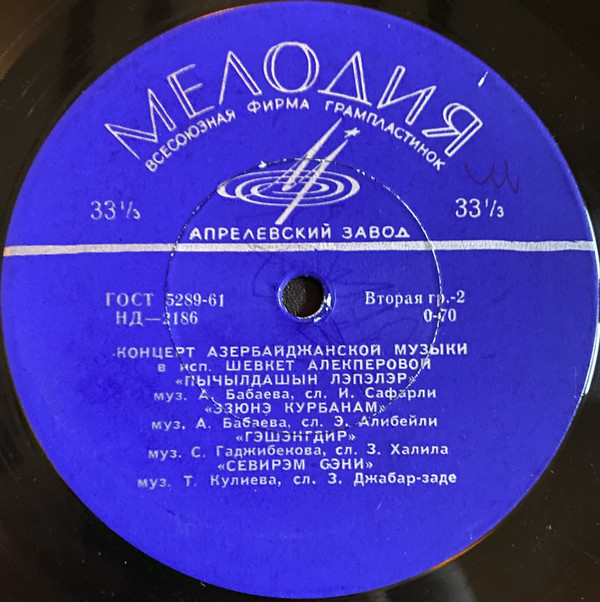 МЕЛОДИЯ
ВСЕСОЮЗНАЯ ФИРМА ГРАМПЛАСТИНОК
33 1/3
33 1/3
АПРЕЛЕВСКИЙ ЗАВОД
ГОСТ 5289-61
Вторая гр.-2
НД—2186
0-70
КОНЦЕРТ АЗЕРБАЙДЖАНСКОЙ МУЗЫКИ
в исп. ШЕВКЕТ АЛЕКПЕРОВОЙ
«ПЫЧЫЛДАШЫН ЛЭПЭЛЭР»
муз. А. Бабаева, сл. И. Сафарли
«ЭЗЮНЭ КУРБАНАМ»
муз. А. Бабаева, сл. Э. Алибейли
«ГЭШЭНГДИР»
муз. С. Гаджибекова, сл. З. Халила
«СЕВИРЭМ СЭНИ»
муз. Т. Кулиева, сл. З. Джабар-заде